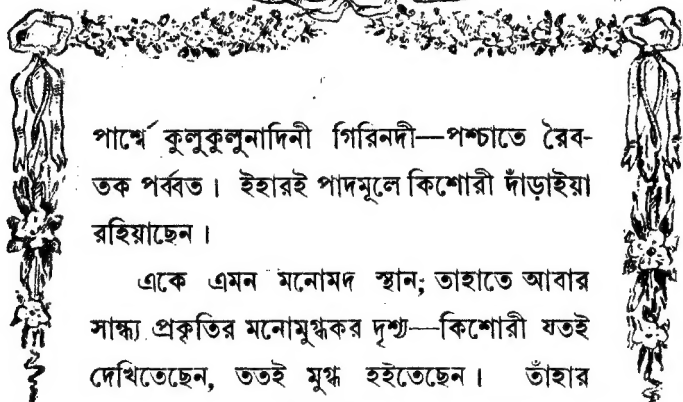 পার্শ্বে কুলুকুলুনাদিনী গিরিনদী—পশ্চাতে রৈব-
তক পর্ব্বত। ইহারই পাদমূলে কিশোরী দাঁড়াইয়া
রহিয়াছেন।
একে এমন মনোমদ স্থান; তাহাতে আবার
সান্ধ্য প্রকৃতির মনোমুগ্ধকর দৃশ্য—কিশোরী যতই
দেখিতেছেন, ততই মুগ্ধ হইতেছেন। তাঁহার